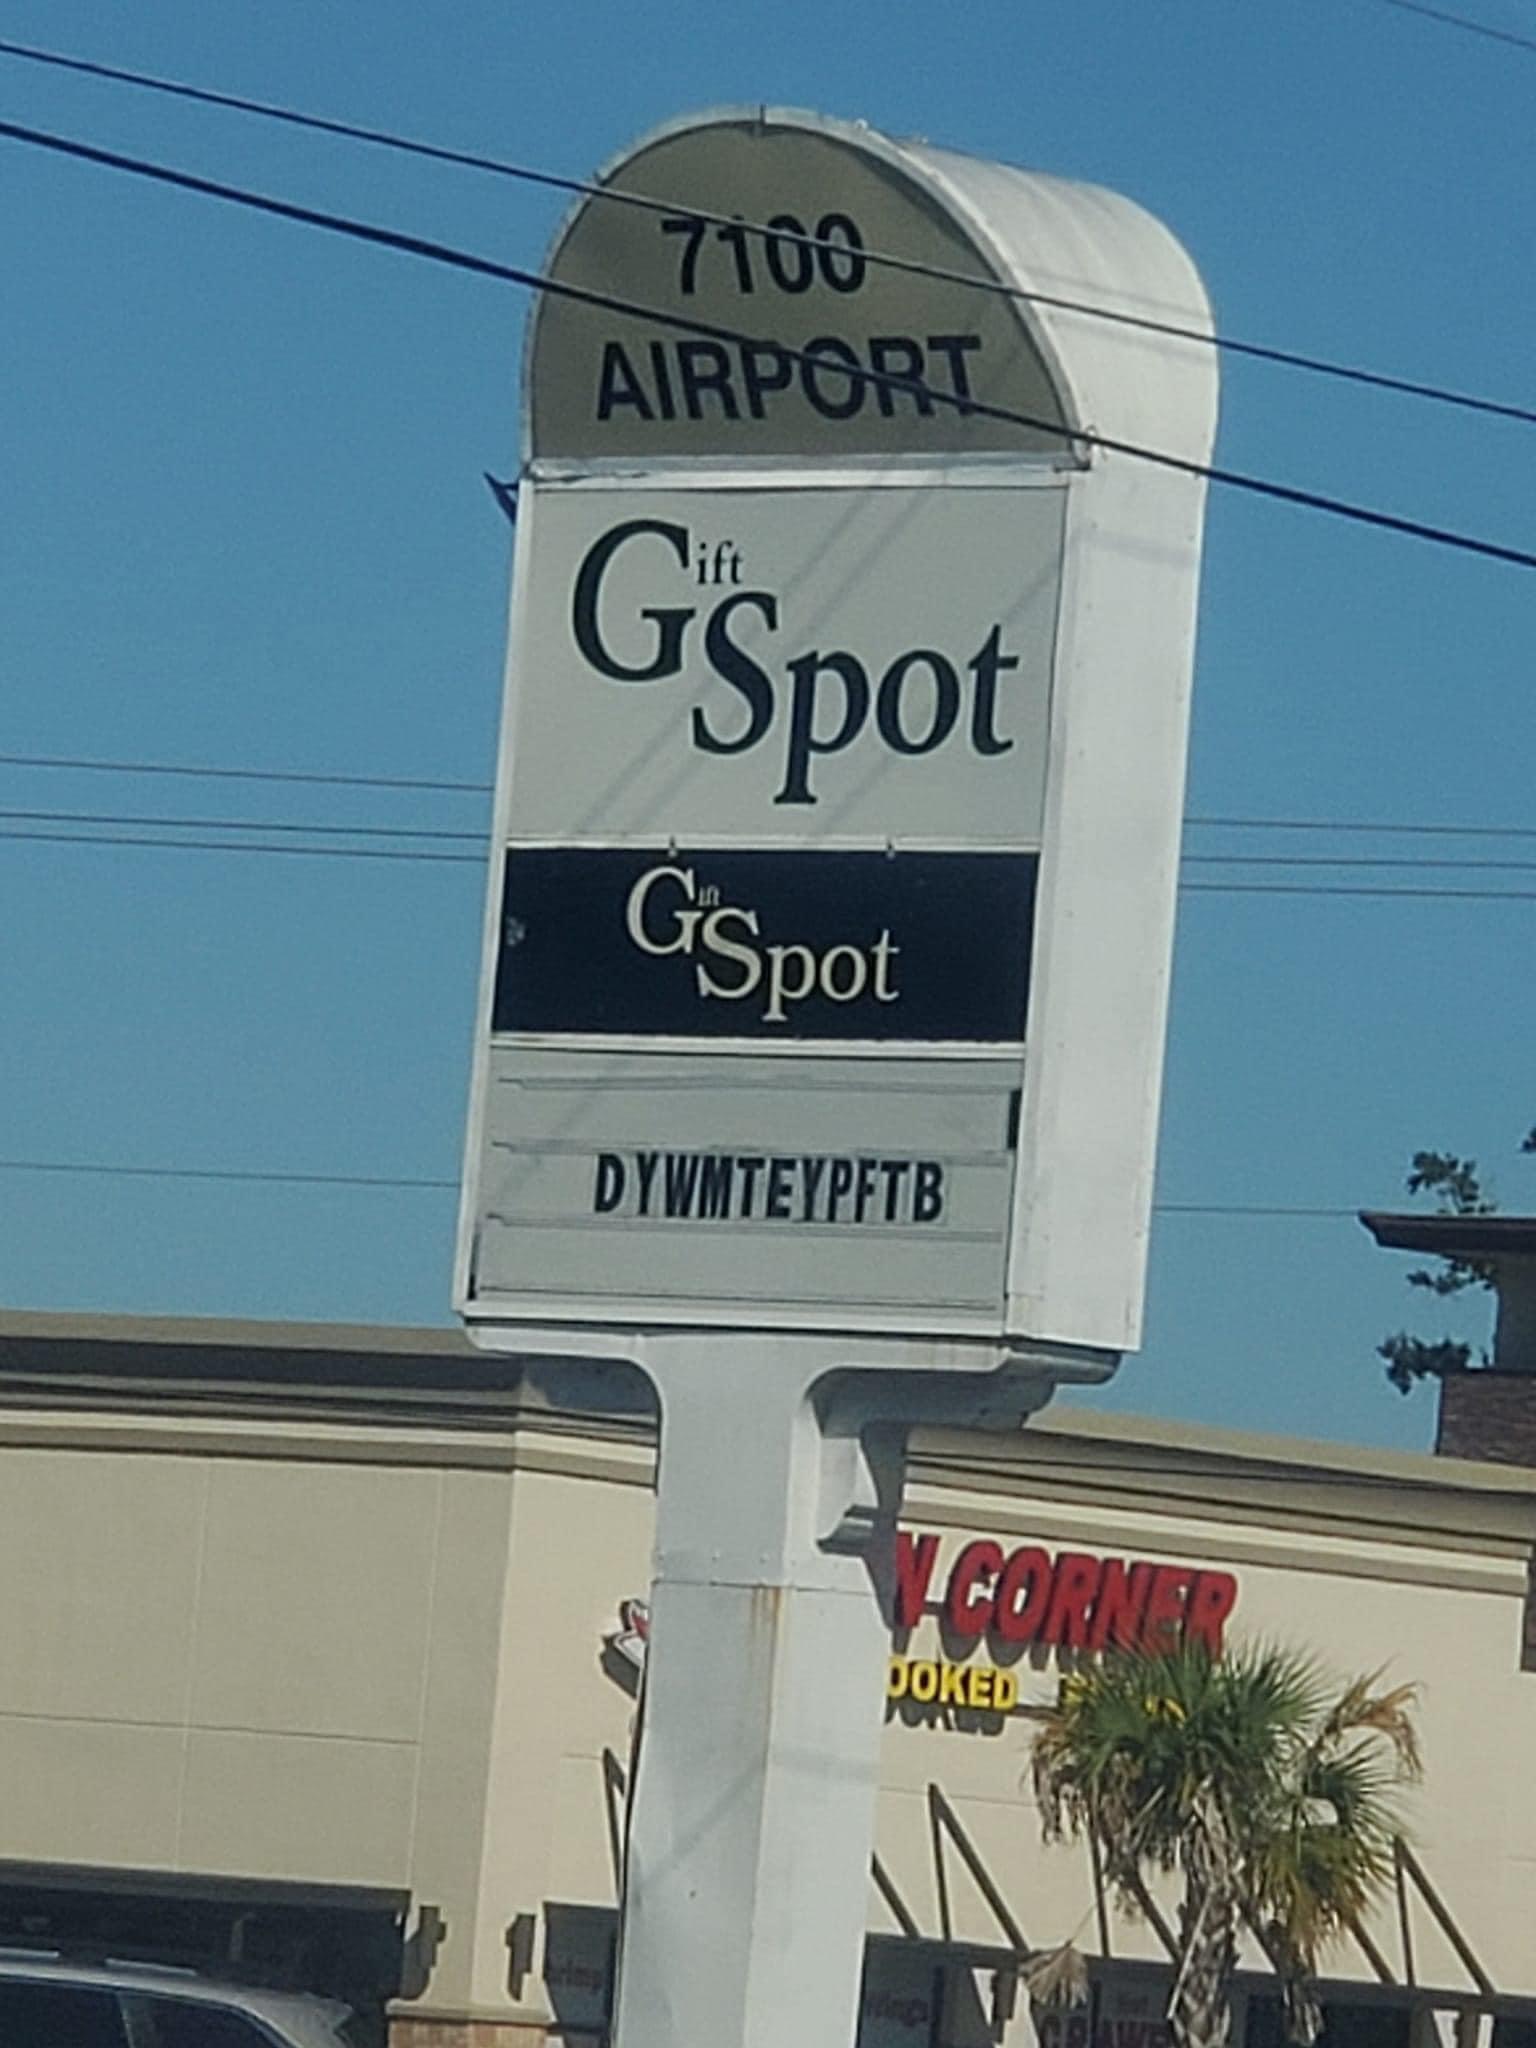 7100
AIRPORT
Gift
Spot
Gift
Spot
DYWMTEYPFTB
N CORNER
OOKED